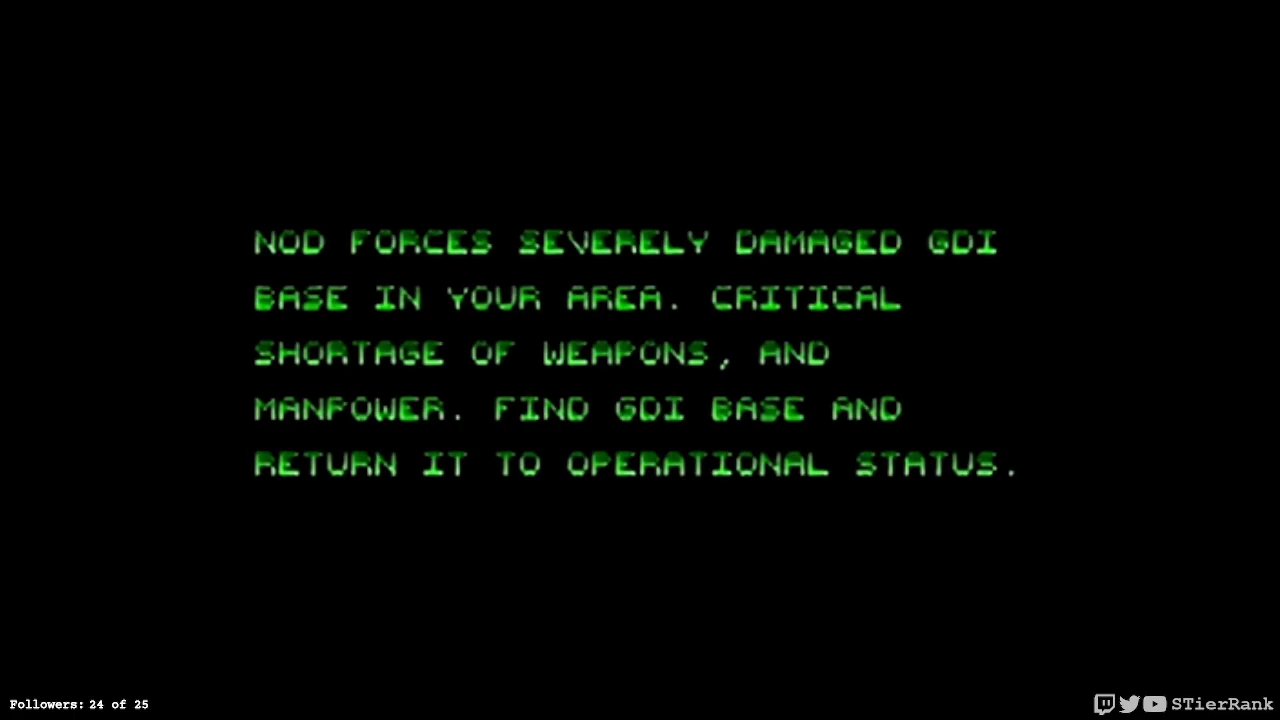 NOD FORCES SEVERELY DAMAGED GDI
BASE IN YOUR AREA. CRITICAL
SHORTAGE OF WEAPONS, AND
MANPOWER. FIND GDI BASE AND
RETURN IT TO OPERATIONAL STATUS.
Followers: 24 of 25
STierRank